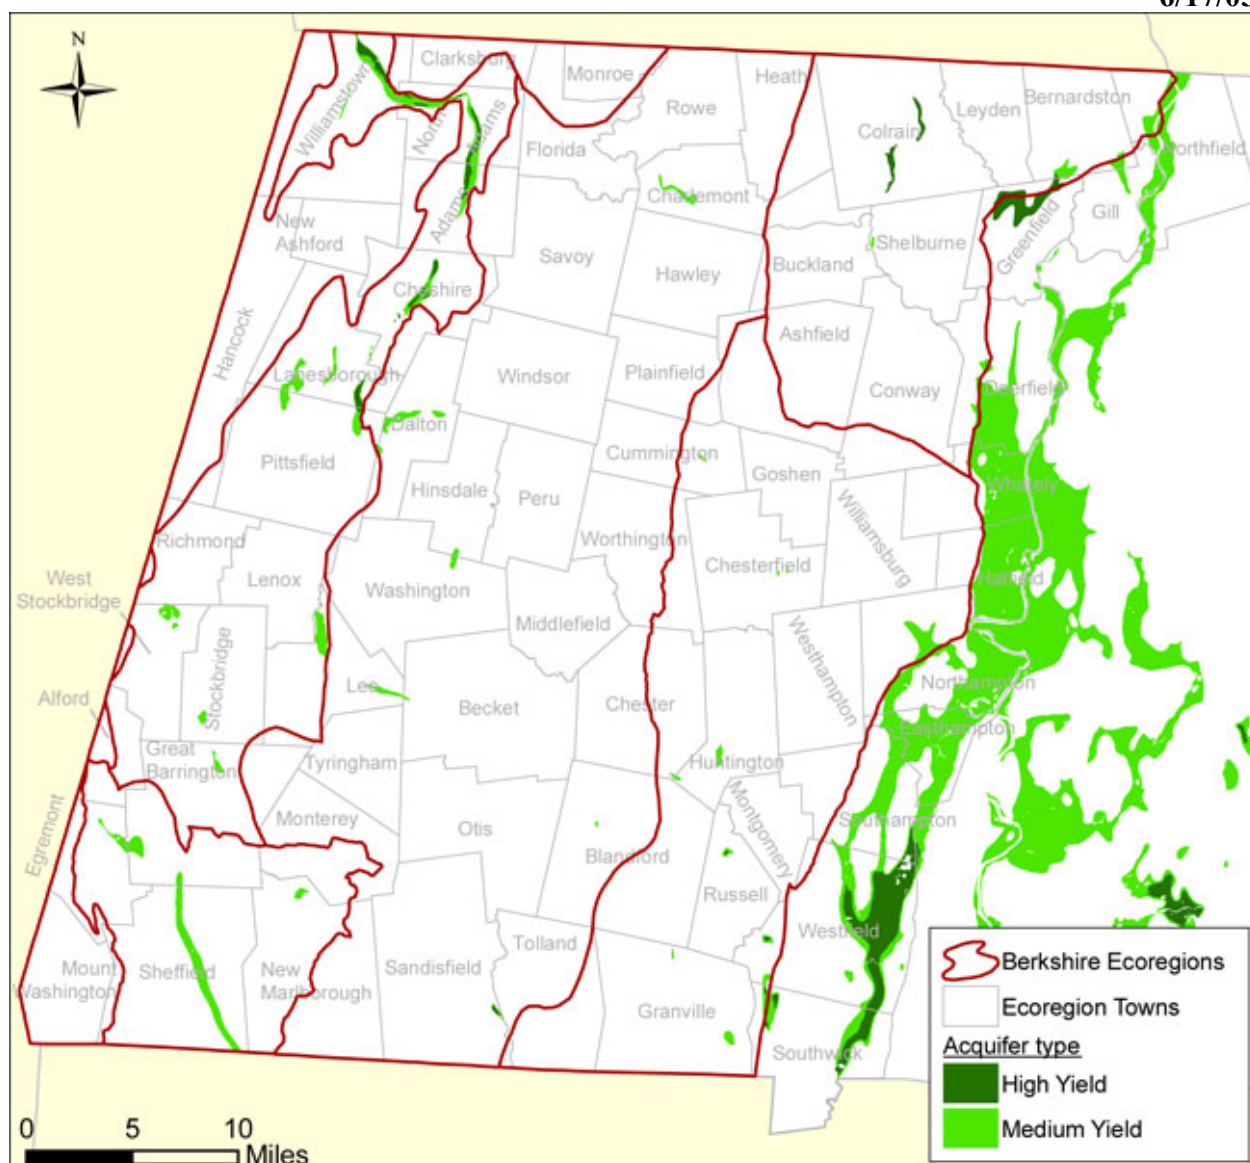 6/17/05
N
Clarksburg
Monroe
Heath
Rowe
Leyden
Bernardston
Williamstown
North
Adams
Florida
Colrain
Northfield
Charlemont
Adams
New
Ashford
Gill
Greenfield
Shelburne
Savoy
Hawley
Buckland
Cheshire
Hancock
Ashfield
Lanesborough
Windsor
Plainfield
Conway
Deerfield
Dalton
Pittsfield
Cummington
Goshen
Whately
Hinsdale
Peru
Williamsburg
Richmond
Worthington
Chesterfield
Hatfield
West
Stockbridge
Lenox
Washington
Middlefield
Stockbridge
Westhampton
Alford
Lee
Becket
Chester
Northampton
Easthampton
Great
Barrington
Tyringham
Huntington
Montgomery
Egremont
Monterey
Otis
Southampton
Blandford
Russell
Westfield
Tolland
Mount
Washington
Sheffield
New
Marlborough
Sandisfield
Granville
Southwick
Berkshire Ecoregions
Ecoregion Towns
Acquifer type
High Yield
Medium Yield
0 5 10
Miles